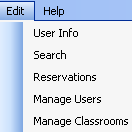 Edit Help
User Info
Search
Reservations
Manage Users
Manage Classrooms